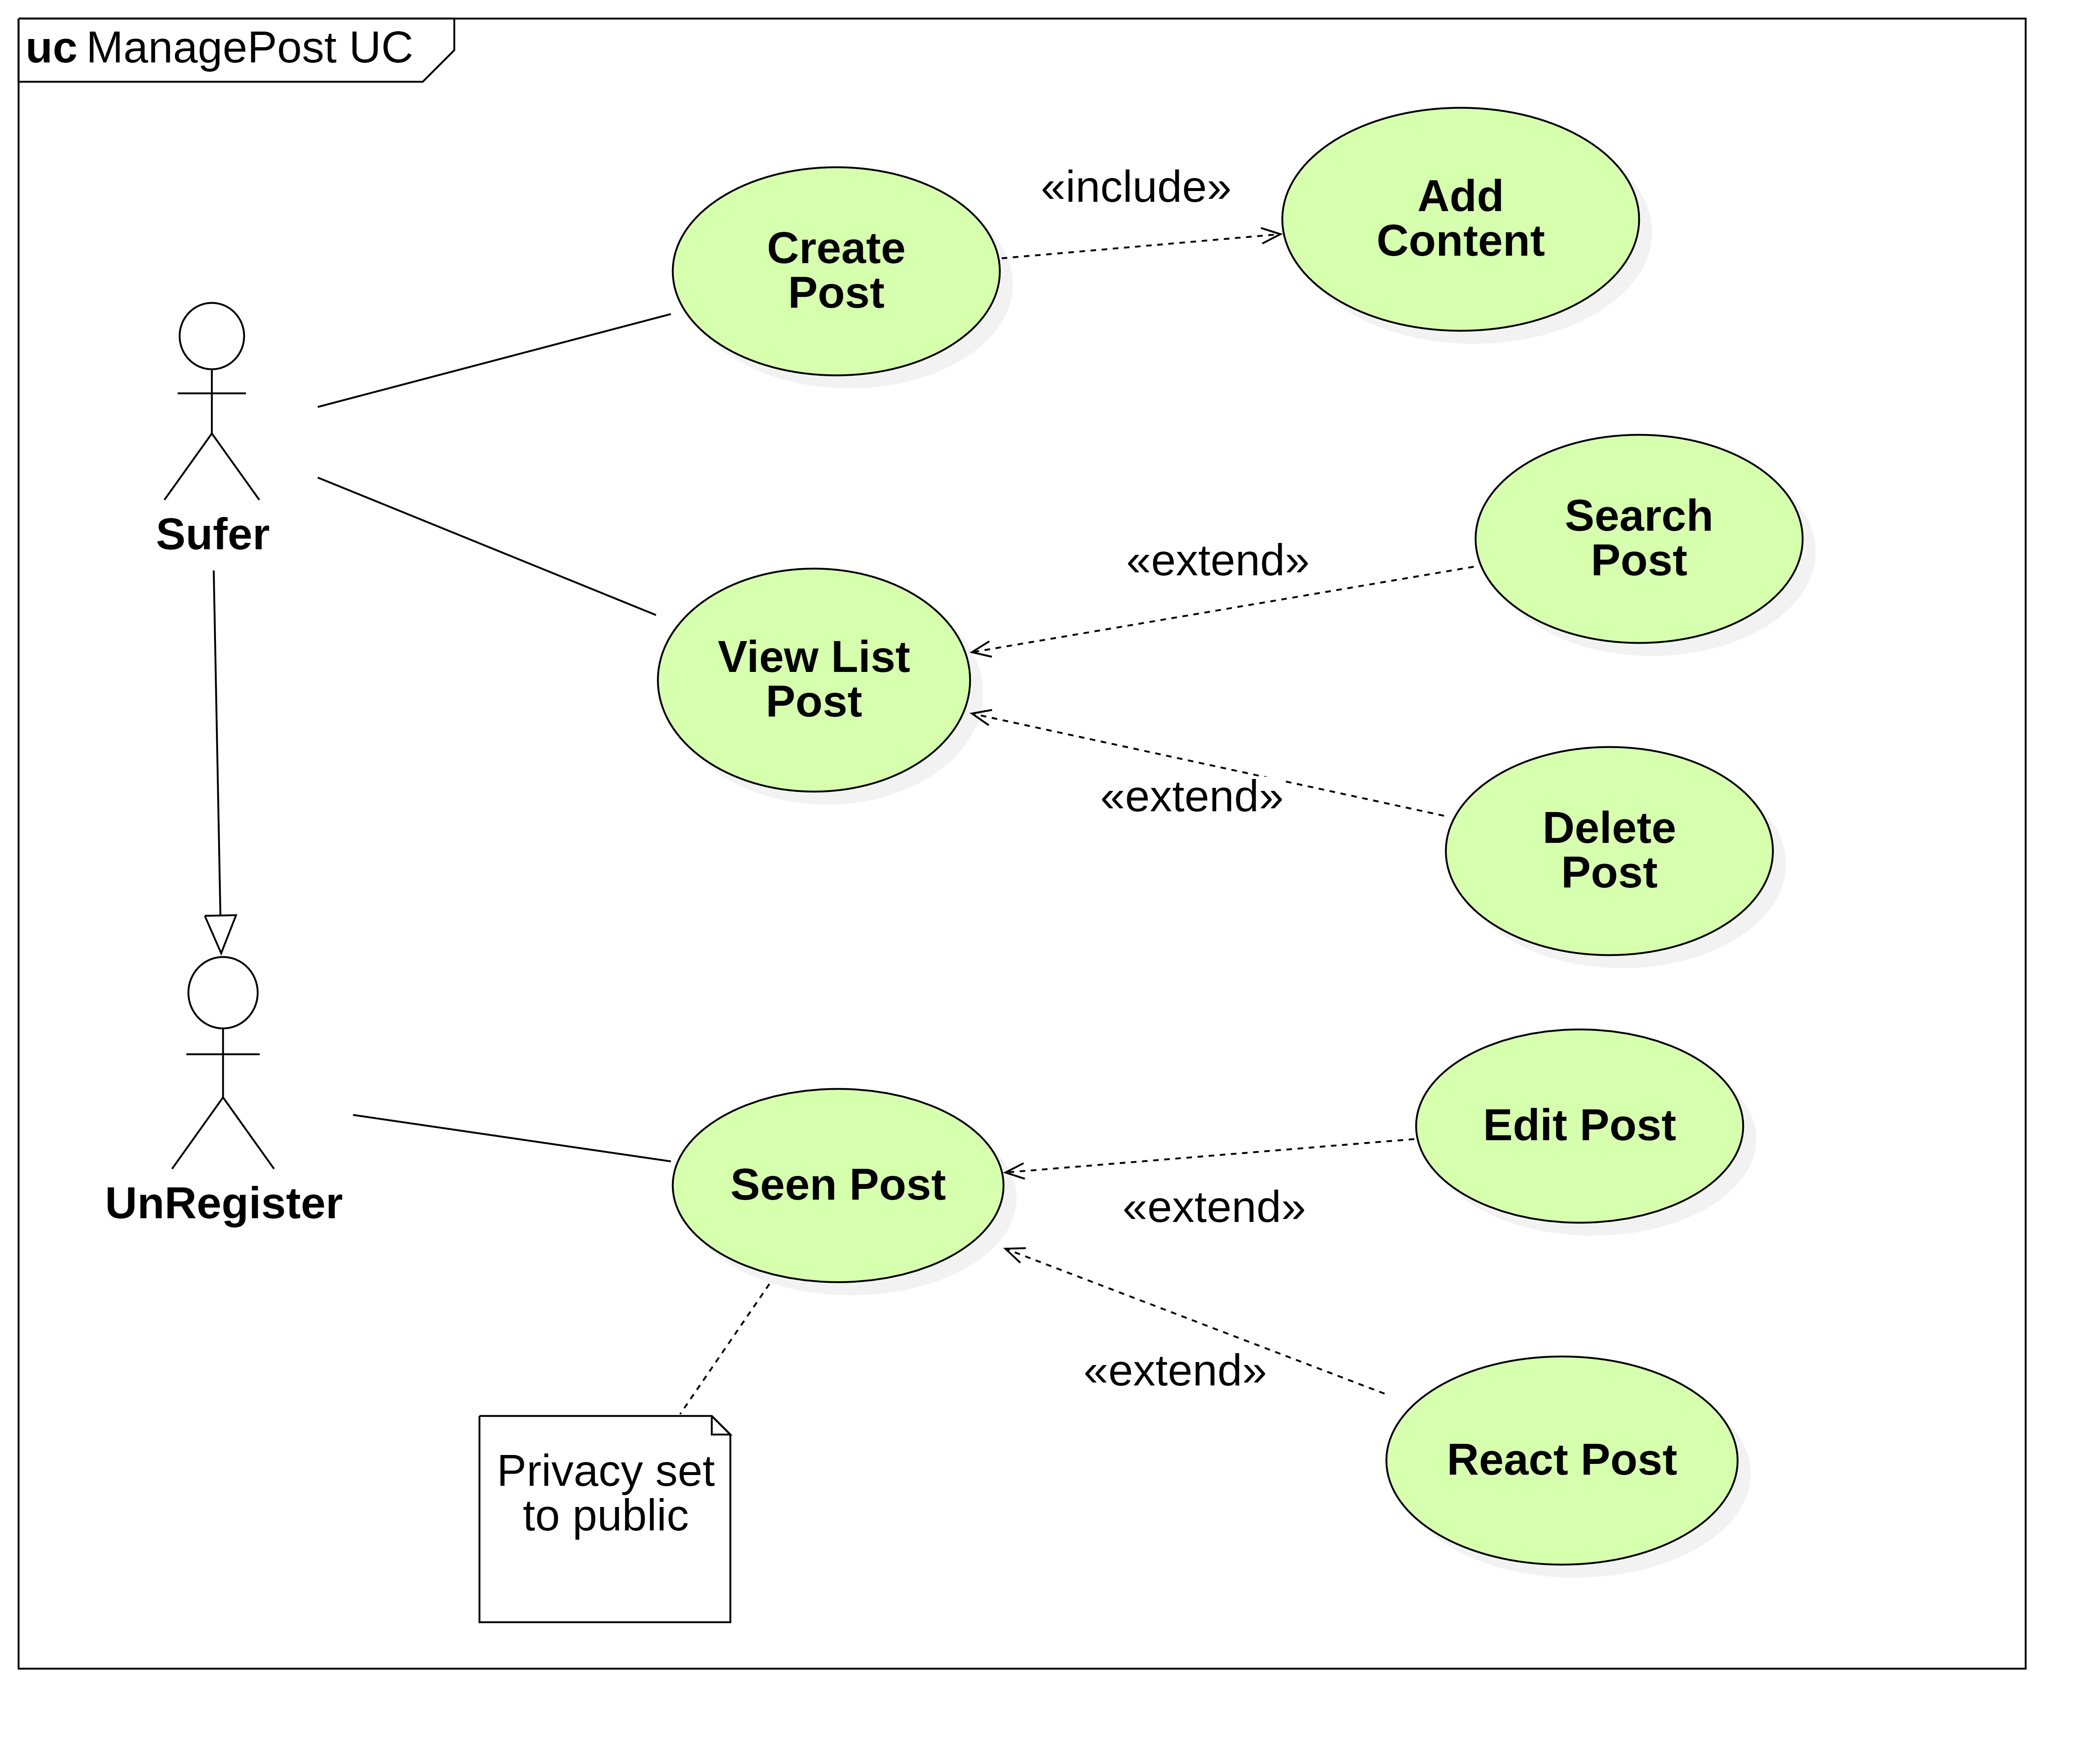 uc ManagePost UC
Create
Post
«include»
Add
Content
Sufer
View List
Post
«extend»
Search
Post
«extend»
Delete
Post
UnRegister
Seen Post
«extend»
Edit Post
«extend»
React Post
Privacy set
to public